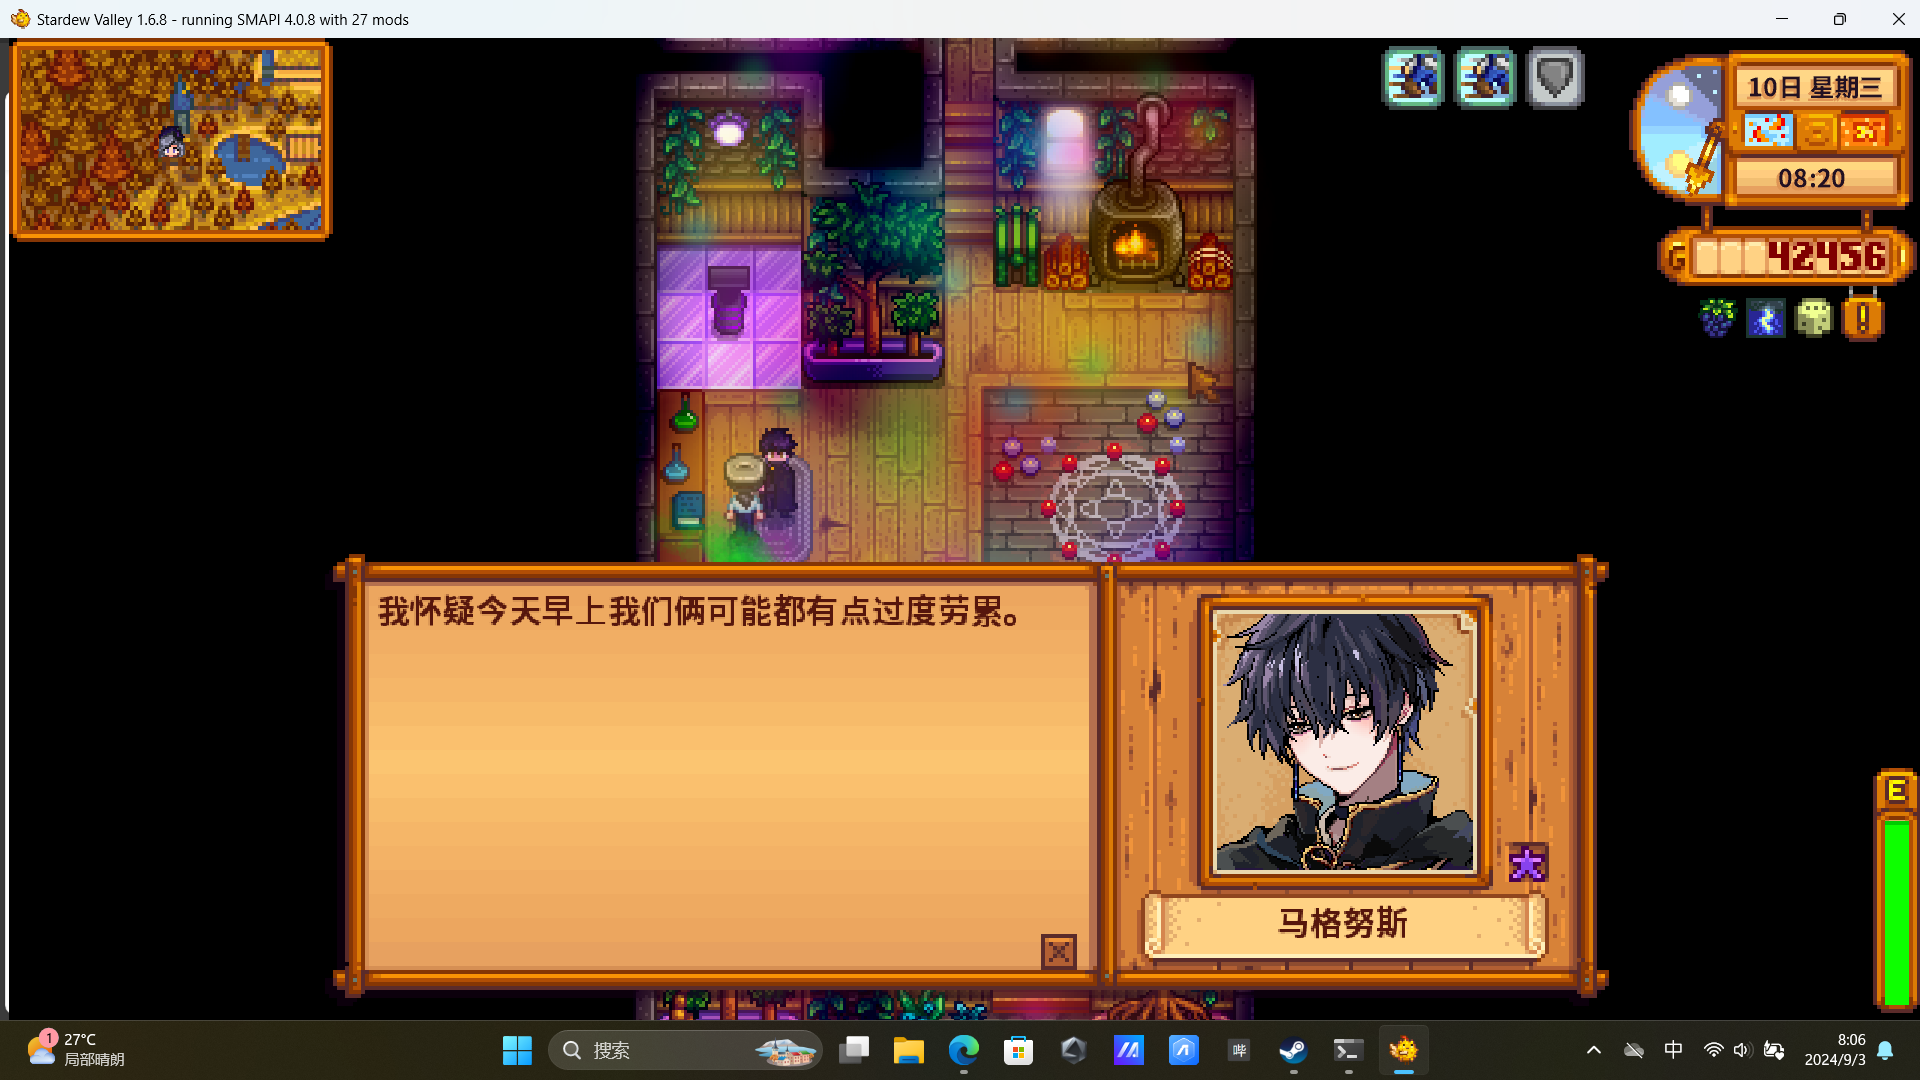 Stardew Valley 1.6.8 - running SMAPI 4.0.8 with 27 mods
10日 星期三
08:20
G
42456
我怀疑今天早上我们俩可能都有点过度劳累。
马格努斯
E
1
27°C
局部晴朗
搜索
哔
中
8:06
2024/9/3